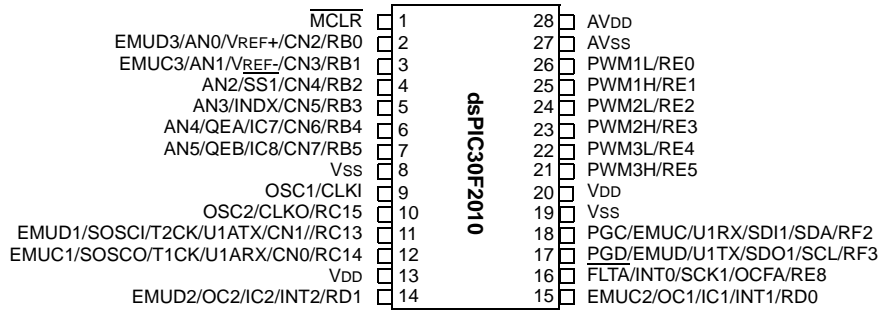 MCLR 1 28 AVDD
EMUD3/AN0/VREF+/CN2/RB0 2 27 AVSS
EMUC3/AN1/VREF-/CN3/RB1 3 26 PWM1L/RE0
AN2/SS1/CN4/RB2 4 25 PWM1H/RE1
AN3/INDX/CN5/RB3 5 24 PWM2L/RE2
AN4/QEA/IC7/CN6/RB4 6 23 PWM2H/RE3
AN5/QEB/IC8/CN7/RB5 7 22 PWM3L/RE4
VSS 8 21 PWM3H/RE5
OSC1/CLKI 9 20 VDD
OSC2/CLKO/RC15 10 19 VSS
EMUD1/SOSCI/T2CK/U1ATX/CN1//RC13 11 18 PGC/EMUC/U1RX/SDI1/SDA/RF2
EMUC1/SOSCO/T1CK/U1ARX/CN0/RC14 12 17 PGD/EMUD/U1TX/SDO1/SCL/RF3
VDD 13 16 FLTA/INT0/SCK1/OCFA/RE8
EMUD2/OC2/IC2/INT2/RD1 14 15 EMUC2/OC1/IC1/INT1/RD0
dsPIC30F2010